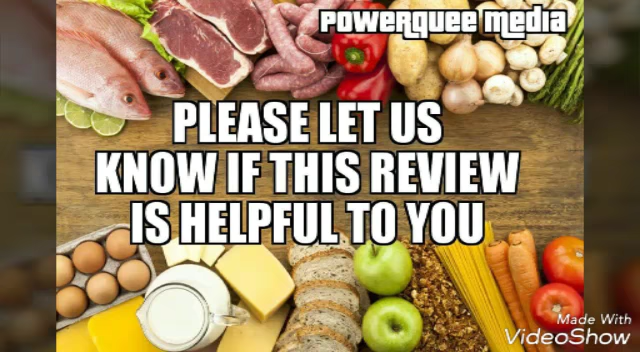 POWERQUEE MEDIA
PLEASE LET US
KNOW IF THIS REVIEW
IS HELPFUL TO YOU
Made With
VideoShow